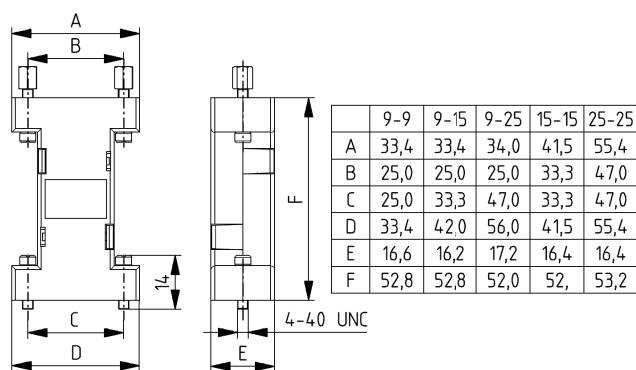 A
B
F
14
C
D
E
4-40 UNC
9-9 9-15 9-25 15-15 25-25
A 33,4 33,4 34,0 41,5 55,4
B 25,0 25,0 25,0 33,3 47,0
C 25,0 33,3 47,0 33,3 47,0
D 33,4 42,0 56,0 41,5 55,4
E 16,6 16,2 17,2 16,4 16,4
F 52,8 52,8 52,0 52, 53,2